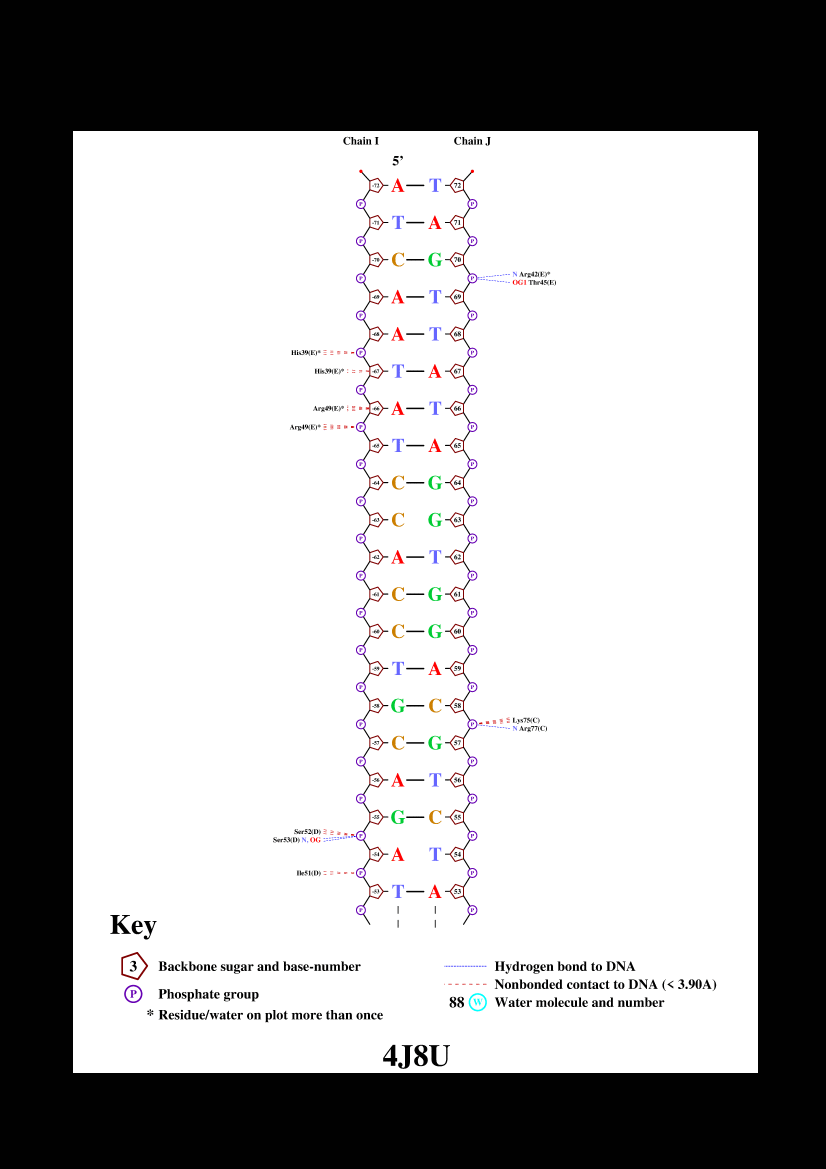 Chain I Chain J
5'
-72 A T 72
P P
-71 T A 71
P P
-70 C G 70
P P N Arg42(E)*
OG1 Thr45(E)
-69 A T 69
P P
-68 A T 68
His39(E)* P P
His39(E)* -67 T A 67
P P
Arg49(E)* -66 A T 66
Arg49(E)* P P
-65 T A 65
P P
-64 C G 64
P P
-63 C G 63
P P
-62 A T 62
P P
-61 C G 61
P P
-60 C G 60
P P
-59 T A 59
P P
-58 G C 58
P P Lys75(C)
N Arg77(C)
-57 C G 57
P P
-56 A T 56
P P
-55 G C 55
Ser52(D) P P
Ser53(D) N, OG
-54 A T 54
Ile51(D) P P
-53 T A 53
P P
Key
3 Backbone sugar and base-number
P Phosphate group
* Residue/water on plot more than once
Hydrogen bond to DNA
Nonbonded contact to DNA (< 3.90A)
88 W Water molecule and number
4J8U